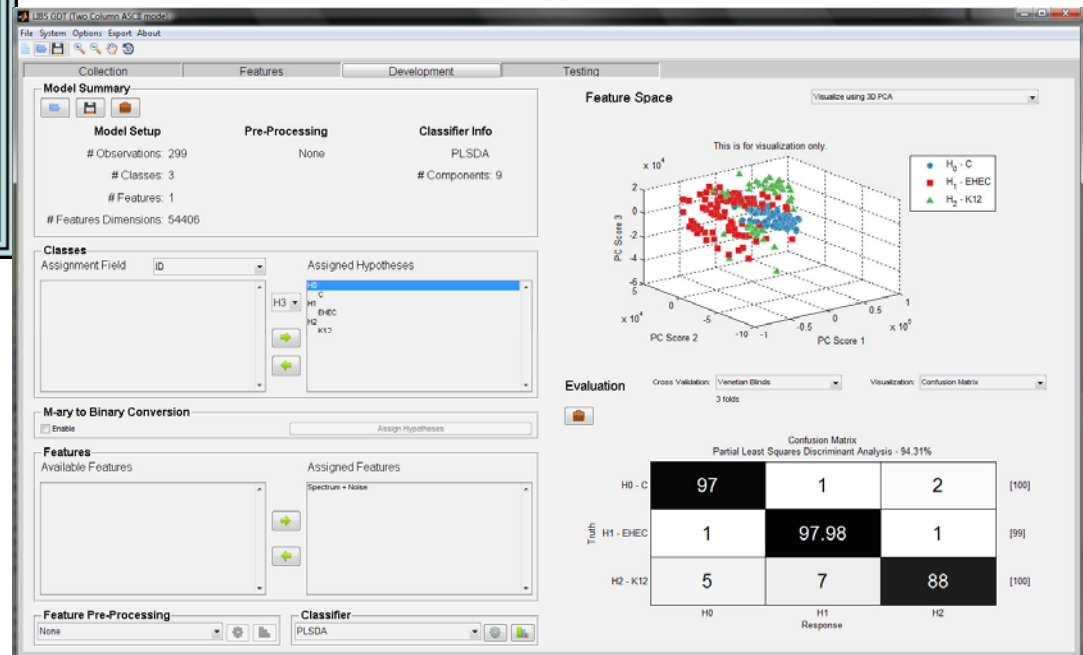 LIBS GDT (Two Column ASCII mode)
File System Options Export About
Collection Features Development Testing
Model Summary
Model Setup Pre-Processing Classifier Info
# Observations: 299 None PLSDA
# Classes: 3 # Components: 9
# Features: 1
# Features Dimensions: 54406
Classes
Assignment Field ID Assigned Hypotheses
H0
C
H1
EHEC
H2
K12
H3
M-ary to Binary Conversion
Enable Assign Hypotheses
Features
Available Features Assigned Features
Spectrum + Noise
Feature Pre-Processing Classifier
None PLSDA
Feature Space Visualize using 3D PCA
This is for visualization only.
x 10^4
2
0
-2
-4
-6
PC Score 3
5
0
-5
-10
x 10^4
PC Score 2
-1
-0.5
0
0.5
1
x 10^5
PC Score 1
H0 - C
H1 - EHEC
H2 - K12
Evaluation Cross Validation: Venetian Blinds Visualization: Confusion Matrix
3 folds
Confusion Matrix
Partial Least Squares Discriminant Analysis - 94.31%
H0 - C 97 1 2 [100]
H1 - EHEC 1 97.98 1 [99]
H2 - K12 5 7 88 [100]
Truth
H0 H1 H2
Response